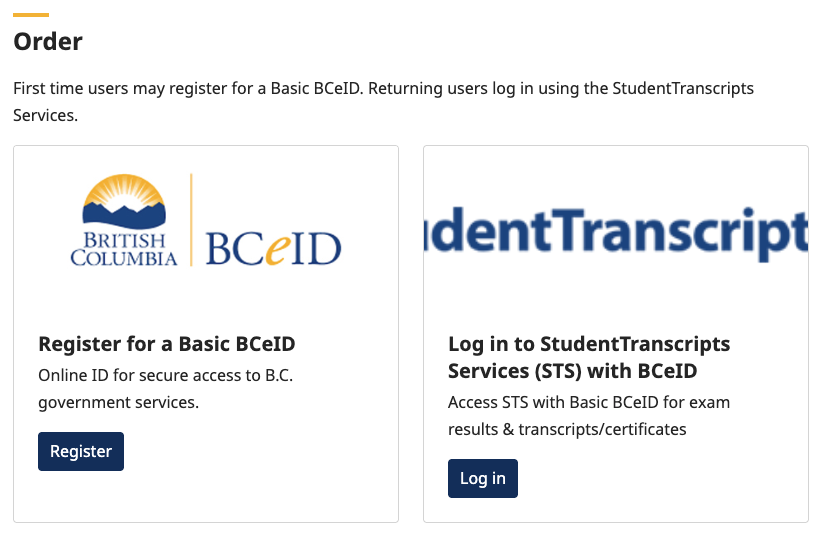 Order
First time users may register for a Basic BCeID. Returning users log in using the StudentTranscripts
Services.
BRITISH
COLUMBIA
BCeID
Register for a Basic BCeID
Online ID for secure access to B.C.
government services.
Register
udentTranscript
Log in to StudentTranscripts
Services (STS) with BCeID
Access STS with Basic BCeID for exam
results & transcripts/certificates
Log in